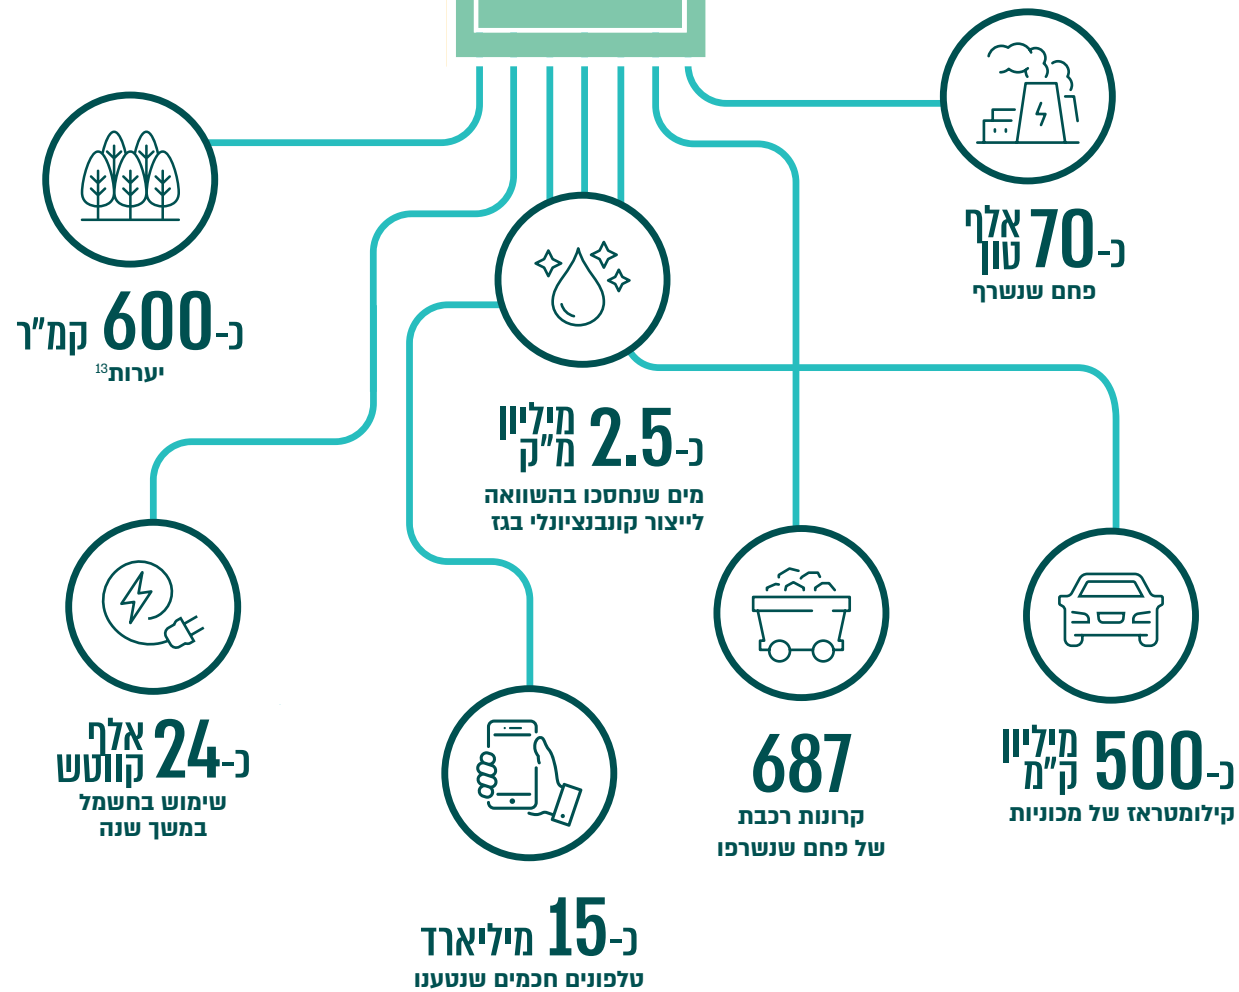 כ-70 אלף טון
פחם שנשרף
כ-600 קמ"ר
יערות13
כ-2.5 מיליון מ"ק
מים שנחסכו בהשוואה
לייצור קונבנציונלי בגז
כ-500 מיליון ק"מ
קילומטראז של מכוניות
687
קרונות רכבת
של פחם שנשרפו
כ-24 אלף קווטש
שימוש בחשמל
במשך שנה
כ-15 מיליארד
טלפונים חכמים שנטענו